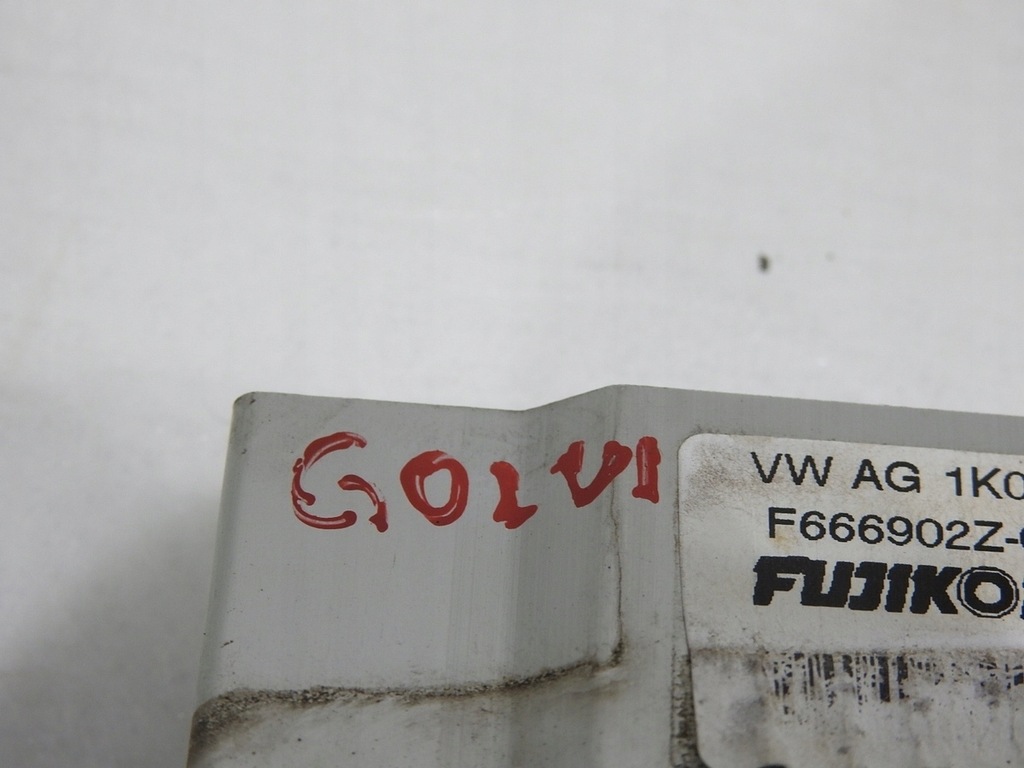 GOLVI
VW AG 1K0
F666902Z-
FUJIKO